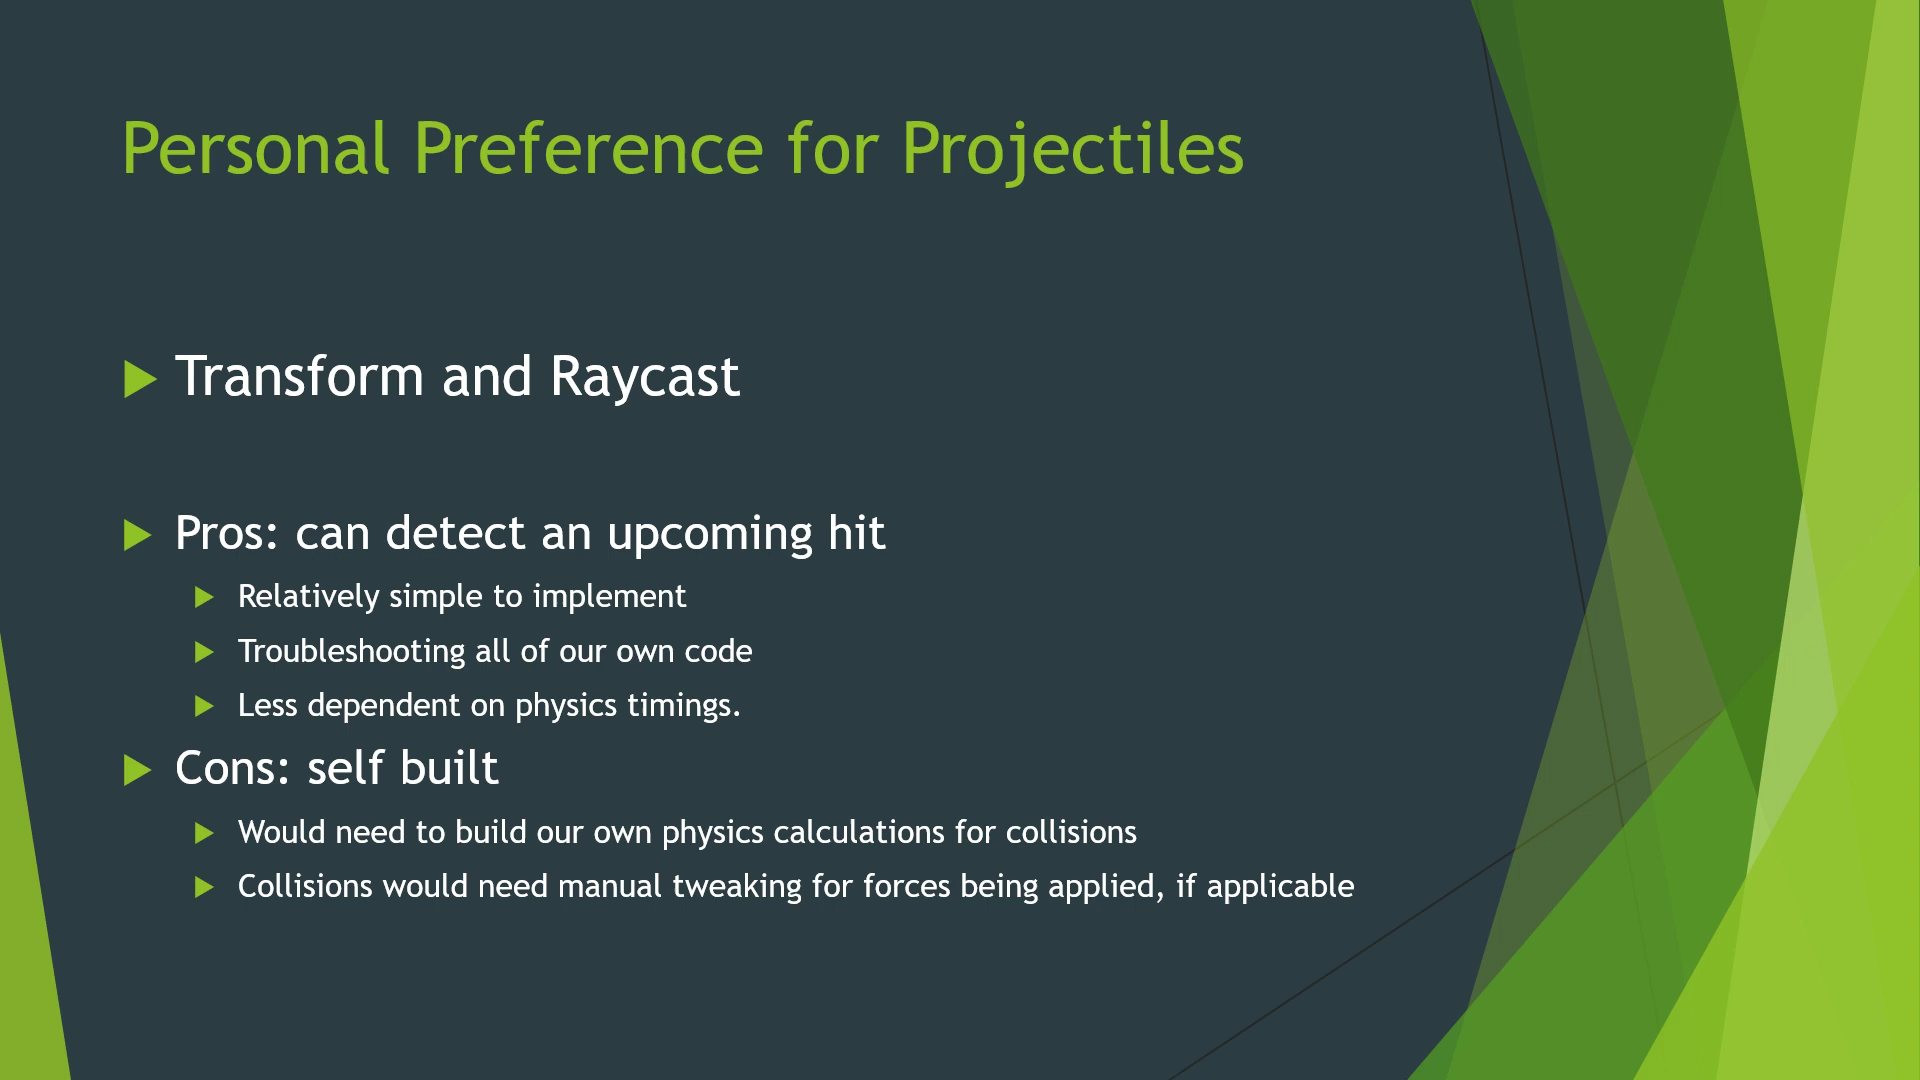 Personal Preference for Projectiles
Transform and Raycast
Pros: can detect an upcoming hit
Relatively simple to implement
Troubleshooting all of our own code
Less dependent on physics timings.
Cons: self built
Would need to build our own physics calculations for collisions
Collisions would need manual tweaking for forces being applied, if applicable